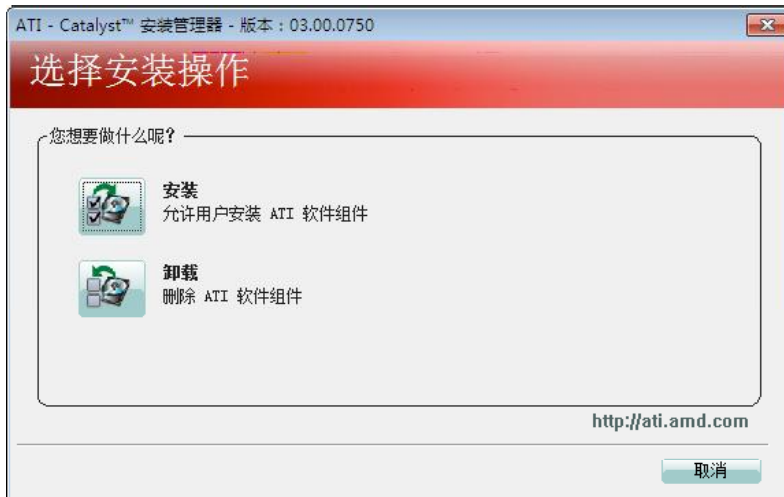 ATI - Catalyst™ 安装管理器 - 版本：03.00.0750
选择安装操作
您想要做什么呢?
安装
允许用户安装 ATI 软件组件
卸载
删除 ATI 软件组件
http://ati.amd.com
取消